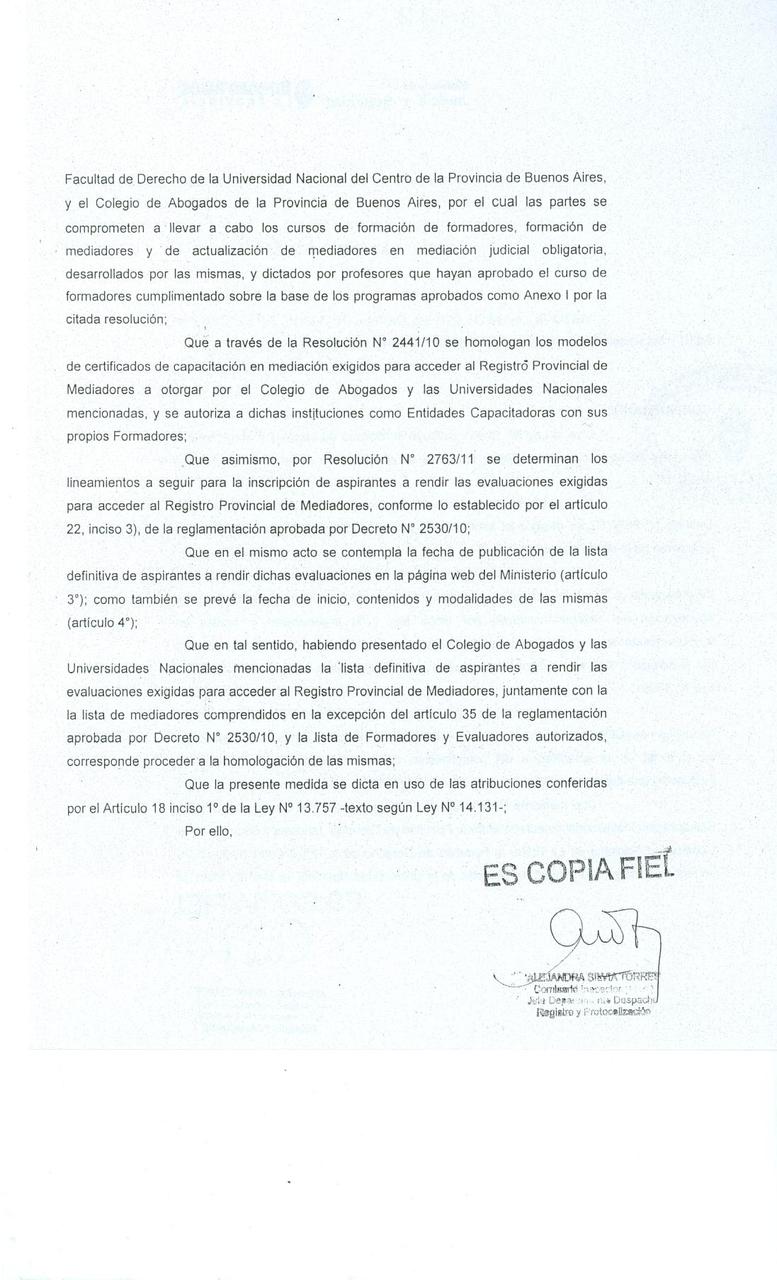 Facultad de Derecho de la Universidad Nacional del Centro de la Provincia de Buenos Aires,
y el Colegio de Abogados de la Provincia de Buenos Aires, por el cual las partes se
comprometen a llevar a cabo los cursos de formación de formadores, formación de
mediadores y de actualización de mediadores en mediación judicial obligatoria,
desarrollados por las mismas, y dictados por profesores que hayan aprobado el curso de
formadores cumplimentado sobre la base de los programas aprobados como Anexo I por la
citada resolución;
Que a través de la Resolución N° 2441/10 se homologan los modelos
de certificados de capacitación en mediación exigidos para acceder al Registro Provincial de
Mediadores a otorgar por el Colegio de Abogados y las Universidades Nacionales
mencionadas, y se autoriza a dichas instituciones como Entidades Capacitadoras con sus
propios Formadores;
Que asimismo, por Resolución N° 2763/11 se determinan los
lineamientos a seguir para la inscripción de aspirantes a rendir las evaluaciones exigidas
para acceder al Registro Provincial de Mediadores, conforme lo establecido por el artículo
22, inciso 3), de la reglamentación aprobada por Decreto N° 2530/10;
Que en el mismo acto se contempla la fecha de publicación de la lista
definitiva de aspirantes a rendir dichas evaluaciones en la página web del Ministerio (artículo
3°); como también se prevé la fecha de inicio, contenidos y modalidades de las mismas
(artículo 4°);
Que en tal sentido, habiendo presentado el Colegio de Abogados y las
Universidades Nacionales mencionadas la lista definitiva de aspirantes a rendir las
evaluaciones exigidas para acceder al Registro Provincial de Mediadores, juntamente con la
la lista de mediadores comprendidos en la excepción del artículo 35 de la reglamentación
aprobada por Decreto N° 2530/10, y la lista de Formadores y Evaluadores autorizados,
corresponde proceder a la homologación de las mismas;
Que la presente medida se dicta en uso de las atribuciones conferidas
por el Artículo 18 inciso 1º de la Ley Nº 13.757 -texto según Ley Nº 14.131-;
Por ello,
ES COPIA FIEL
ALEJANDRA SILVIA TORRES
Comisario Inspector
Despacho
Registro y Protocolización